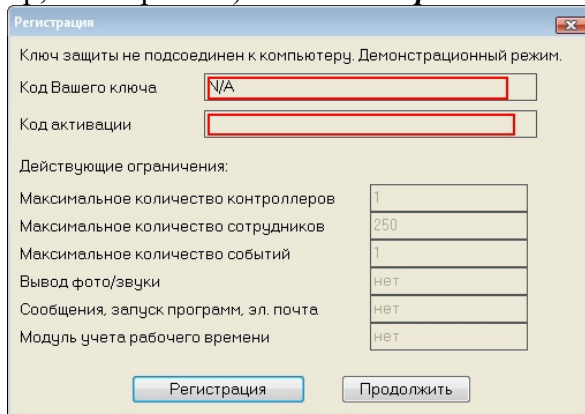 Регистрация
Ключ защиты не подсоединен к компьютеру. Демонстрационный режим.
Код Вашего ключа N/A
Код активации
Действующие ограничения:
Максимальное количество контроллеров 1
Максимальное количество сотрудников 250
Максимальное количество событий 1
Вывод фото/звуки нет
Сообщения, запуск программ, эл. почта нет
Модуль учета рабочего времени нет
Регистрация Продолжить